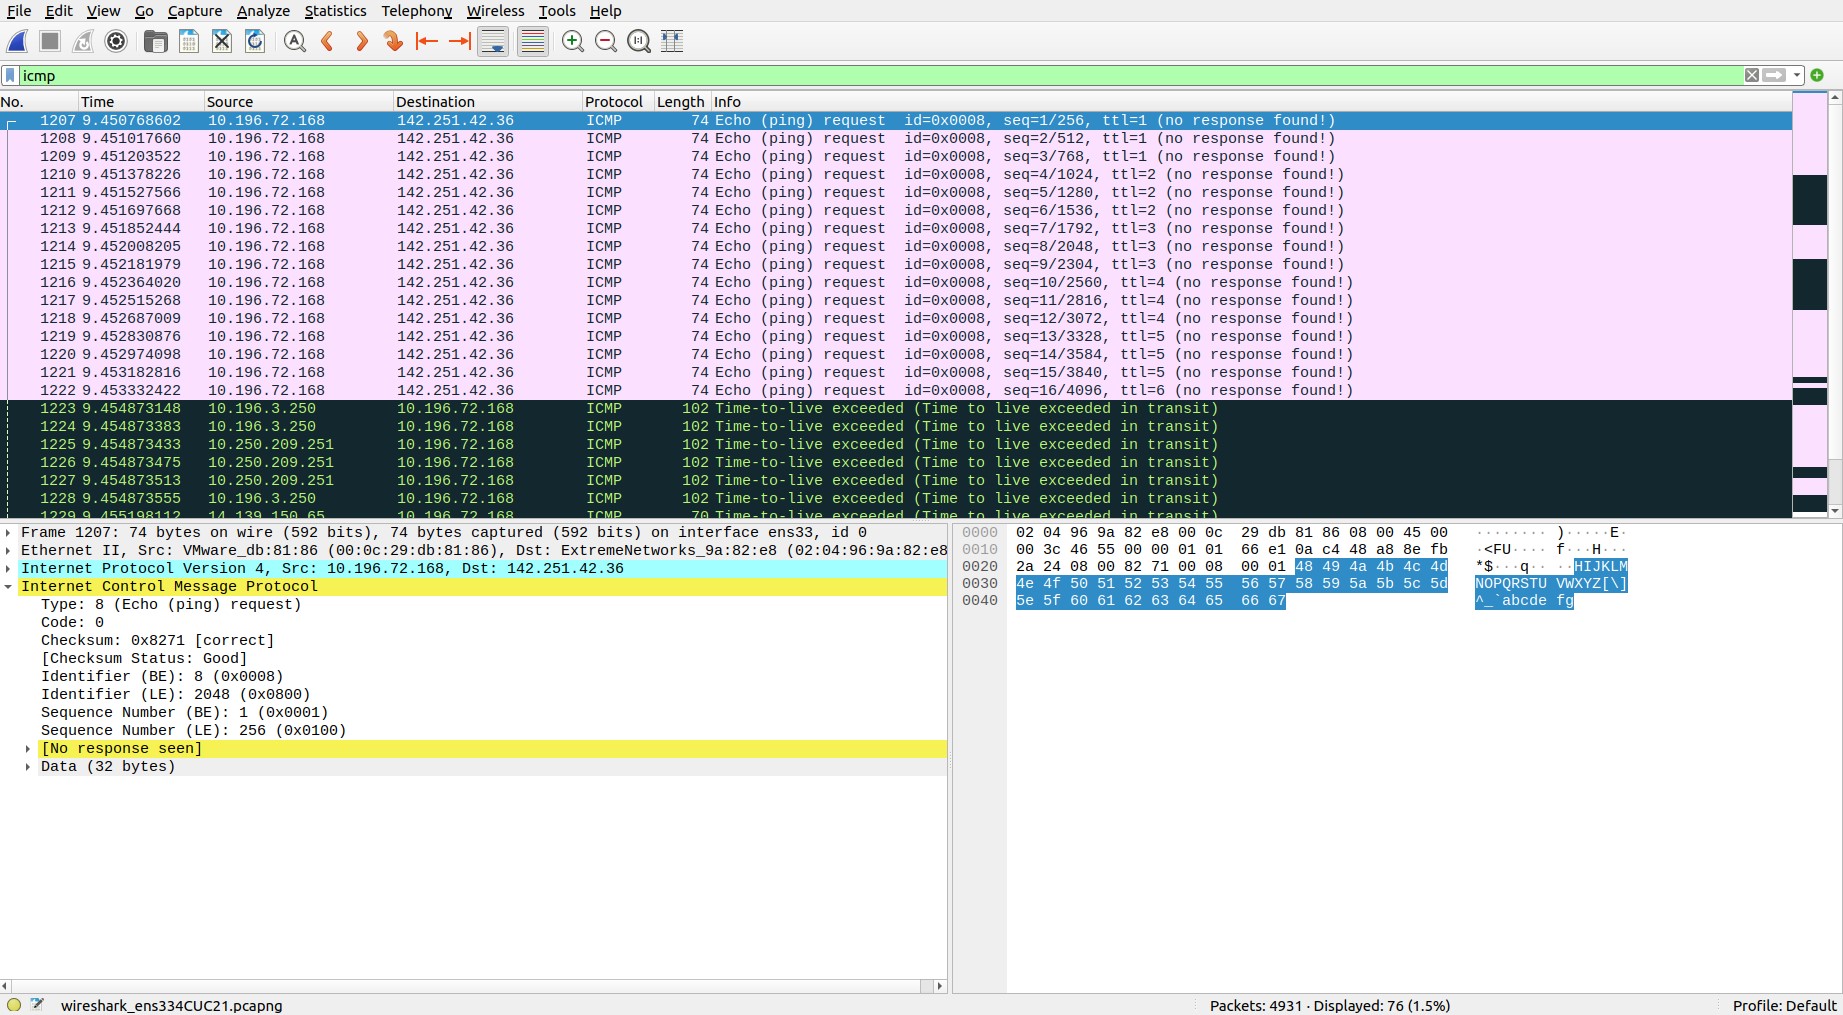 File Edit View Go Capture Analyze Statistics Telephony Wireless Tools Help
icmp
No. Time Source Destination Protocol Length Info
1207 9.450768602 10.196.72.168 142.251.42.36 ICMP 74 Echo (ping) request id=0x0008, seq=1/256, ttl=1 (no response found!)
1208 9.451017660 10.196.72.168 142.251.42.36 ICMP 74 Echo (ping) request id=0x0008, seq=2/512, ttl=1 (no response found!)
1209 9.451203522 10.196.72.168 142.251.42.36 ICMP 74 Echo (ping) request id=0x0008, seq=3/768, ttl=1 (no response found!)
1210 9.451378226 10.196.72.168 142.251.42.36 ICMP 74 Echo (ping) request id=0x0008, seq=4/1024, ttl=2 (no response found!)
1211 9.451527566 10.196.72.168 142.251.42.36 ICMP 74 Echo (ping) request id=0x0008, seq=5/1280, ttl=2 (no response found!)
1212 9.451697668 10.196.72.168 142.251.42.36 ICMP 74 Echo (ping) request id=0x0008, seq=6/1536, ttl=2 (no response found!)
1213 9.451852444 10.196.72.168 142.251.42.36 ICMP 74 Echo (ping) request id=0x0008, seq=7/1792, ttl=3 (no response found!)
1214 9.452008205 10.196.72.168 142.251.42.36 ICMP 74 Echo (ping) request id=0x0008, seq=8/2048, ttl=3 (no response found!)
1215 9.452181979 10.196.72.168 142.251.42.36 ICMP 74 Echo (ping) request id=0x0008, seq=9/2304, ttl=3 (no response found!)
1216 9.452364020 10.196.72.168 142.251.42.36 ICMP 74 Echo (ping) request id=0x0008, seq=10/2560, ttl=4 (no response found!)
1217 9.452515268 10.196.72.168 142.251.42.36 ICMP 74 Echo (ping) request id=0x0008, seq=11/2816, ttl=4 (no response found!)
1218 9.452687009 10.196.72.168 142.251.42.36 ICMP 74 Echo (ping) request id=0x0008, seq=12/3072, ttl=4 (no response found!)
1219 9.452830876 10.196.72.168 142.251.42.36 ICMP 74 Echo (ping) request id=0x0008, seq=13/3328, ttl=5 (no response found!)
1220 9.452974098 10.196.72.168 142.251.42.36 ICMP 74 Echo (ping) request id=0x0008, seq=14/3584, ttl=5 (no response found!)
1221 9.453182816 10.196.72.168 142.251.42.36 ICMP 74 Echo (ping) request id=0x0008, seq=15/3840, ttl=5 (no response found!)
1222 9.453332422 10.196.72.168 142.251.42.36 ICMP 74 Echo (ping) request id=0x0008, seq=16/4096, ttl=6 (no response found!)
1223 9.454873148 10.196.3.250 10.196.72.168 ICMP 102 Time-to-live exceeded (Time to live exceeded in transit)
1224 9.454873383 10.196.3.250 10.196.72.168 ICMP 102 Time-to-live exceeded (Time to live exceeded in transit)
1225 9.454873433 10.250.209.251 10.196.72.168 ICMP 102 Time-to-live exceeded (Time to live exceeded in transit)
1226 9.454873475 10.250.209.251 10.196.72.168 ICMP 102 Time-to-live exceeded (Time to live exceeded in transit)
1227 9.454873513 10.250.209.251 10.196.72.168 ICMP 102 Time-to-live exceeded (Time to live exceeded in transit)
1228 9.454873555 10.196.3.250 10.196.72.168 ICMP 102 Time-to-live exceeded (Time to live exceeded in transit)
1229 9.455198112 14.139.150.65 10.196.72.168 ICMP 70 Time-to-live exceeded (Time to live exceeded in transit)
Frame 1207: 74 bytes on wire (592 bits), 74 bytes captured (592 bits) on interface ens33, id 0
Ethernet II, Src: VMware_db:81:86 (00:0c:29:db:81:86), Dst: ExtremeNetworks_9a:82:e8 (02:04:96:9a:82:e8
Internet Protocol Version 4, Src: 10.196.72.168, Dst: 142.251.42.36
Internet Control Message Protocol
Type: 8 (Echo (ping) request)
Code: 0
Checksum: 0x8271 [correct]
[Checksum Status: Good]
Identifier (BE): 8 (0x0008)
Identifier (LE): 2048 (0x0800)
Sequence Number (BE): 1 (0x0001)
Sequence Number (LE): 256 (0x0100)
[No response seen]
Data (32 bytes)
0000 02 04 96 9a 82 e8 00 0c 29 db 81 86 08 00 45 00 ········ )·····E·
0010 00 3c 46 55 00 00 01 01 66 e1 0a c4 48 a8 8e fb ·<FU···· f···H···
0020 2a 24 08 00 82 71 00 08 00 01 48 49 4a 4b 4c 4d *$···q·· ··HIJKLM
0030 4e 4f 50 51 52 53 54 55 56 57 58 59 5a 5b 5c 5d NOPQRSTU VWXYZ[\]
0040 5e 5f 60 61 62 63 64 65 66 67 ^_`abcde fg
wireshark_ens334CUC21.pcapng Packets: 4931 · Displayed: 76 (1.5%) Profile: Default